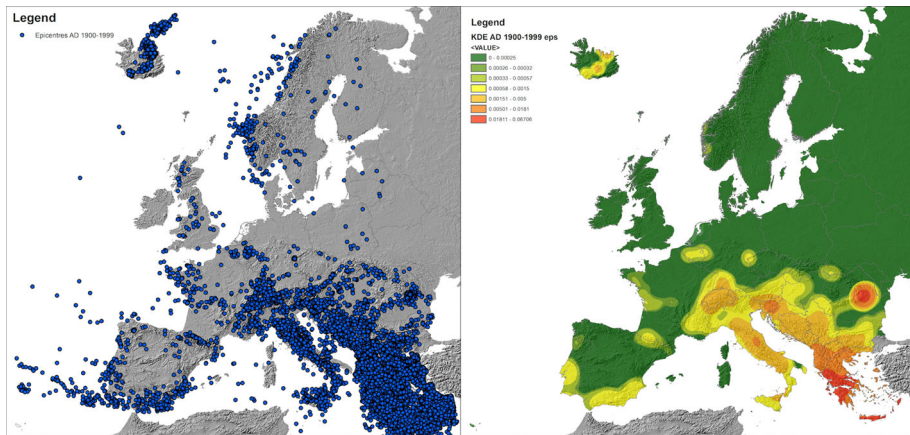 Legend
Epicentres AD 1900-1999
Legend
KDE AD 1900-1999 eps
<VALUE>
0 - 0.00025
0.00026 - 0.00032
0.00033 - 0.00057
0.00058 - 0.0015
0.00151 - 0.005
0.00501 - 0.0181
0.01811 - 0.08706